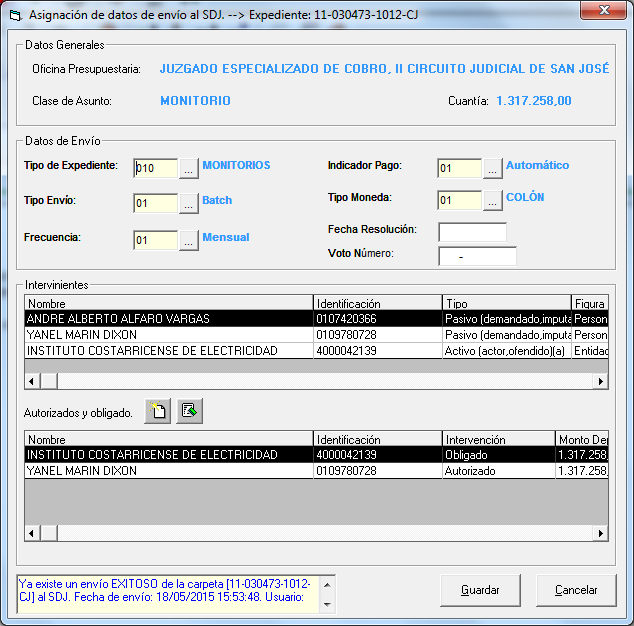 Asignación de datos de envío al SDJ. --> Expediente: 11-030473-1012-CJ
Datos Generales
Oficina Presupuestaria: JUZGADO ESPECIALIZADO DE COBRO, II CIRCUITO JUDICIAL DE SAN JOSÉ
Clase de Asunto: MONITORIO Cuantía: 1.317.258,00
Datos de Envío
Tipo de Expediente: 010 ... MONITORIOS Indicador Pago: 01 ... Automático
Tipo Envío: 01 ... Batch Tipo Moneda: 01 ... COLÓN
Frecuencia: 01 ... Mensual Fecha Resolución:
Voto Número: -
Intervinientes
Nombre Identificación Tipo Figura
ANDRE ALBERTO ALFARO VARGAS 0107420366 Pasivo (demandado,imputa Person
YANEL MARIN DIXON 0109780728 Pasivo (demandado,imputa Person
INSTITUTO COSTARRICENSE DE ELECTRICIDAD 4000042139 Activo (actor,ofendido)(a) Entidad
Autorizados y obligado.
Nombre Identificación Intervención Monto De
INSTITUTO COSTARRICENSE DE ELECTRICIDAD 4000042139 Obligado 1.317.258,
YANEL MARIN DIXON 0109780728 Autorizado 1.317.258,
Ya existe un envío EXITOSO de la carpeta [11-030473-1012-
CJ] al SDJ. Fecha de envío: 18/05/2015 15:53:48. Usuario:
Guardar Cancelar